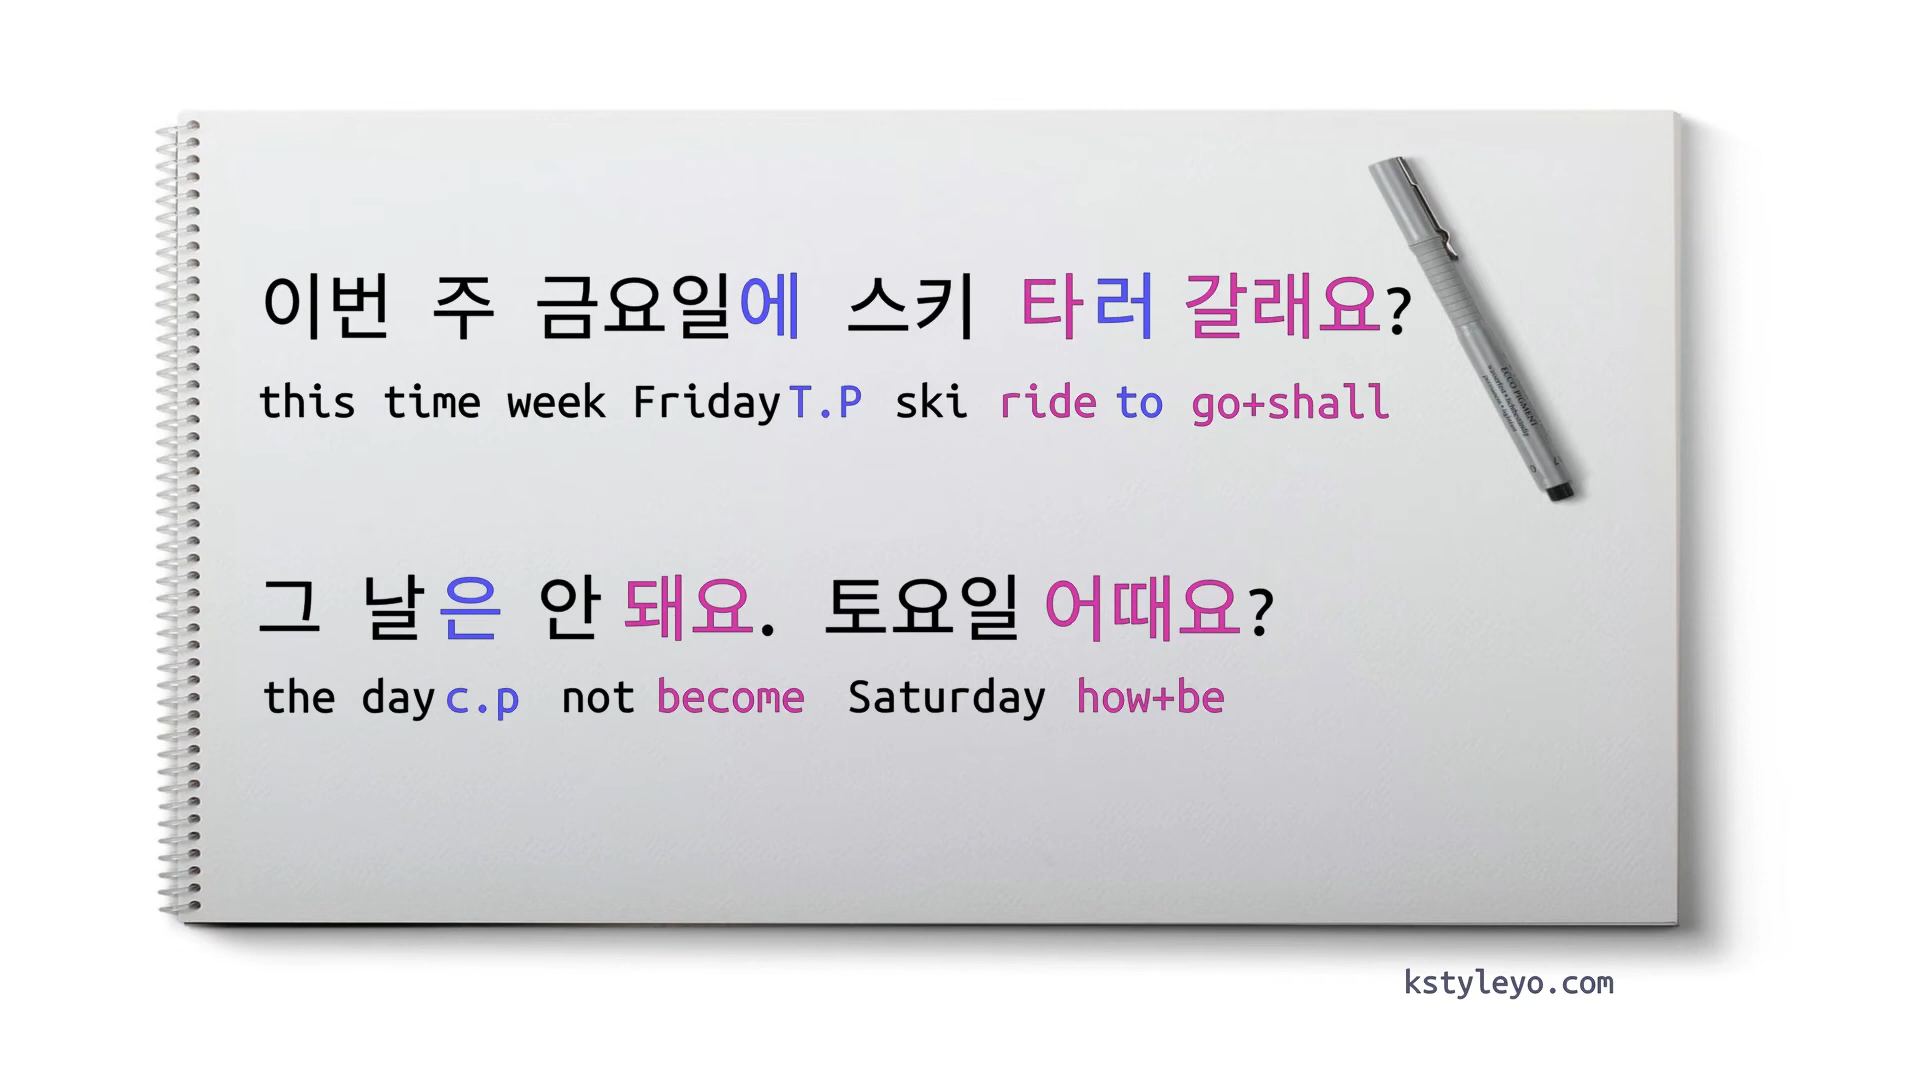 이번 주 금요일에 스키 타러 갈래요?
this time week Friday T.P ski ride to go+shall
그 날은 안 돼요. 토요일 어때요?
the day c.p not become Saturday how+be
ECCO PIGMENT
kstyleyo.com